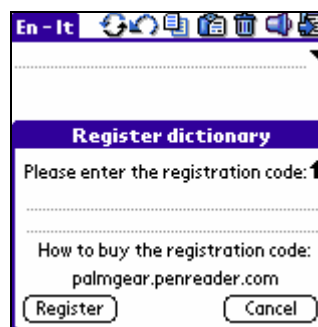 En - It
Register dictionary
Please enter the registration code:
How to buy the registration code:
palmgear.penreader.com
Register Cancel